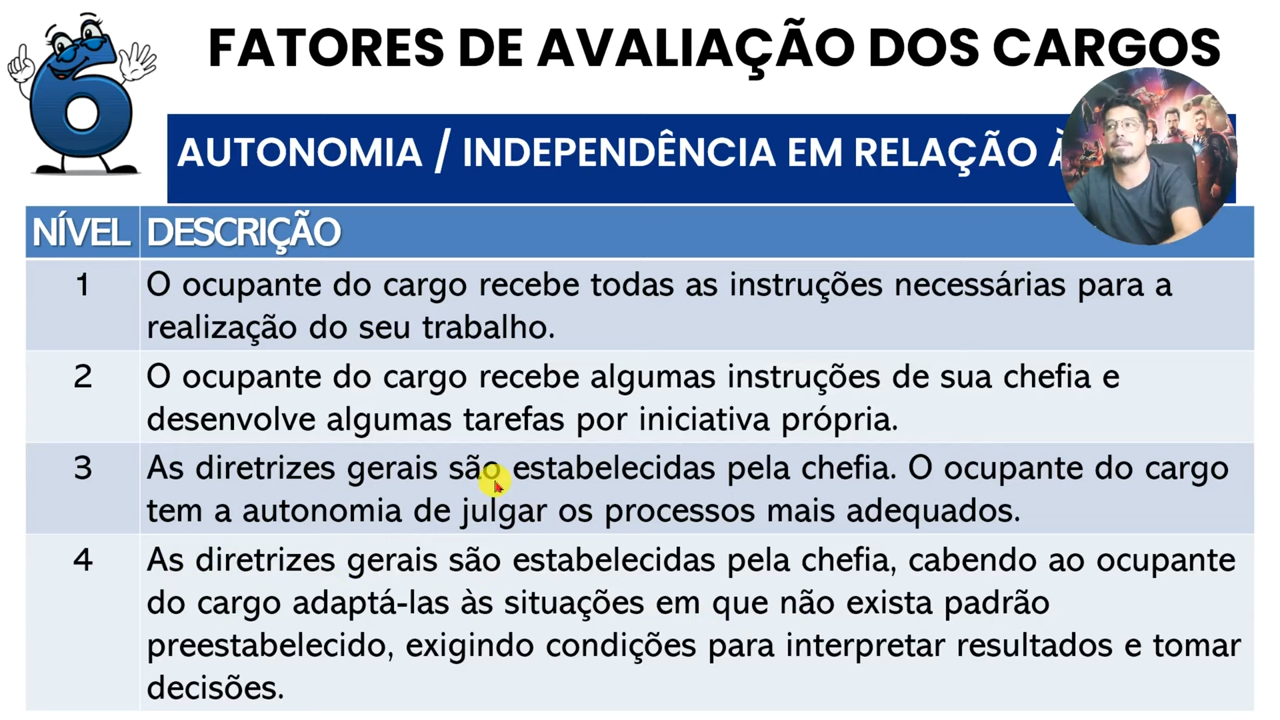 6
FATORES DE AVALIAÇÃO DOS CARGOS
AUTONOMIA / INDEPENDÊNCIA EM RELAÇÃO
NÍVEL DESCRIÇÃO
1 O ocupante do cargo recebe todas as instruções necessárias para a
realização do seu trabalho.
2 O ocupante do cargo recebe algumas instruções de sua chefia e
desenvolve algumas tarefas por iniciativa própria.
3 As diretrizes gerais são estabelecidas pela chefia. O ocupante do cargo
tem a autonomia de julgar os processos mais adequados.
4 As diretrizes gerais são estabelecidas pela chefia, cabendo ao ocupante
do cargo adaptá-las às situações em que não exista padrão
preestabelecido, exigindo condições para interpretar resultados e tomar
decisões.